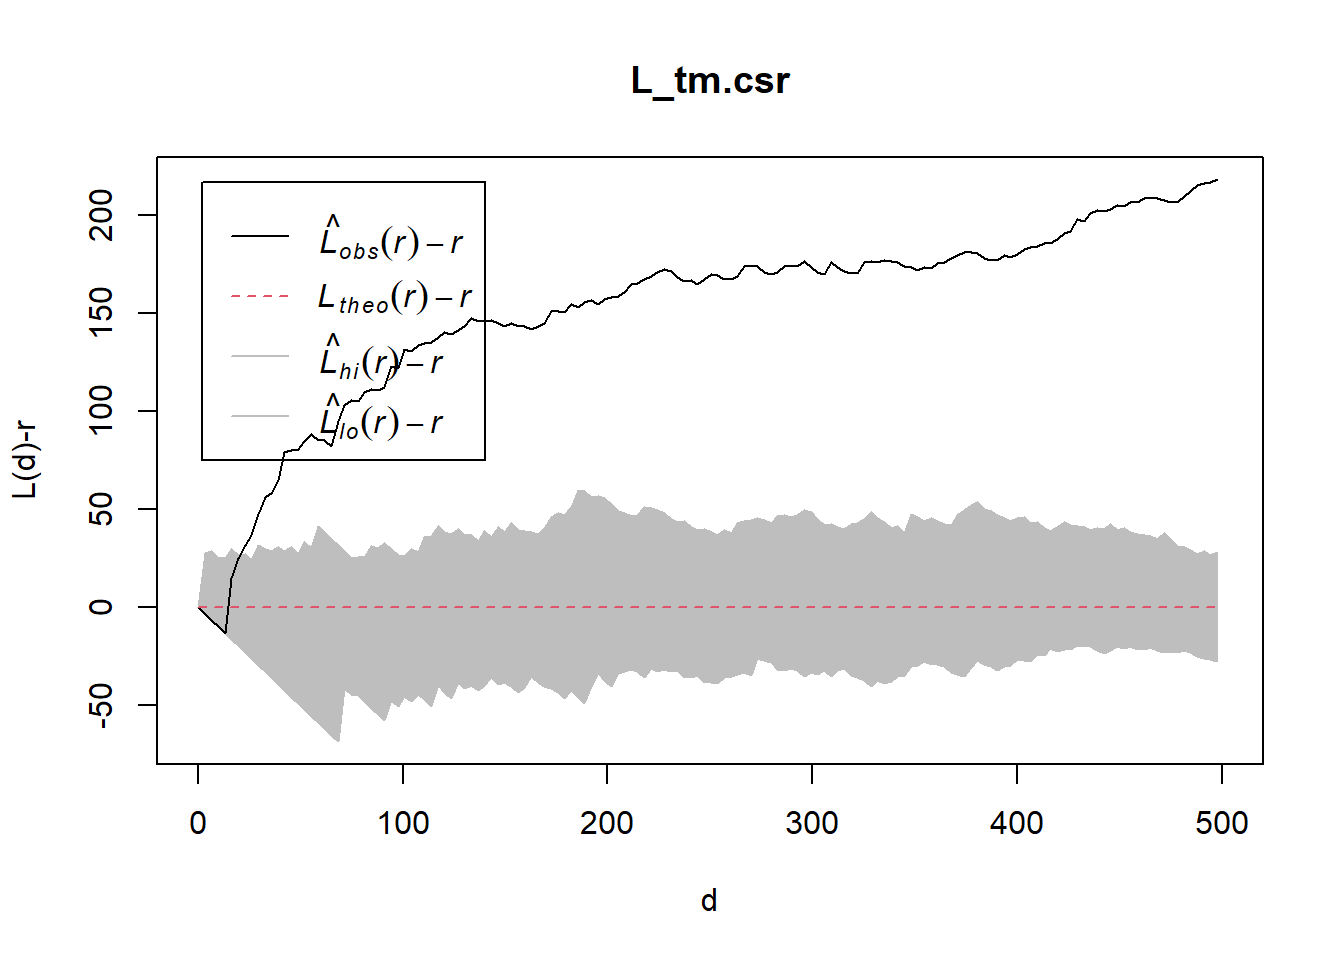 L_tm.csr
L̂obs(r) – r
Ltheo(r) – r
L̂hi(r) – r
L̂lo(r) – r
L(d)-r
200
150
100
50
0
-50
0 100 200 300 400 500
d